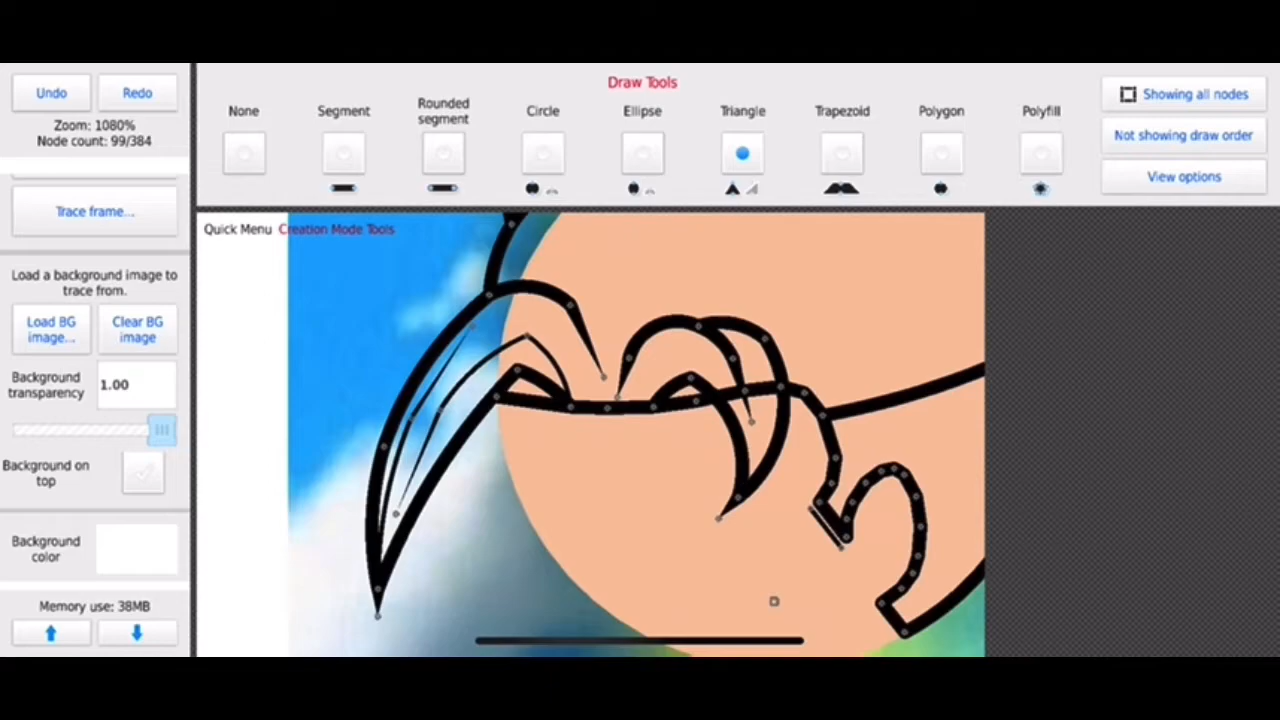 Undo
Redo
Zoom: 1080%
Node count: 99/384
Trace frame...
Load a background image to
trace from.
Load BG
image...
Clear BG
image
Background
transparency
1.00
Background on
top
Background
color
Memory use: 38MB
Draw Tools
None
Segment
Rounded
segment
Circle
Ellipse
Triangle
Trapezoid
Polygon
Polyfill
Showing all nodes
Not showing draw order
View options
Quick Menu
Creation Mode Tools